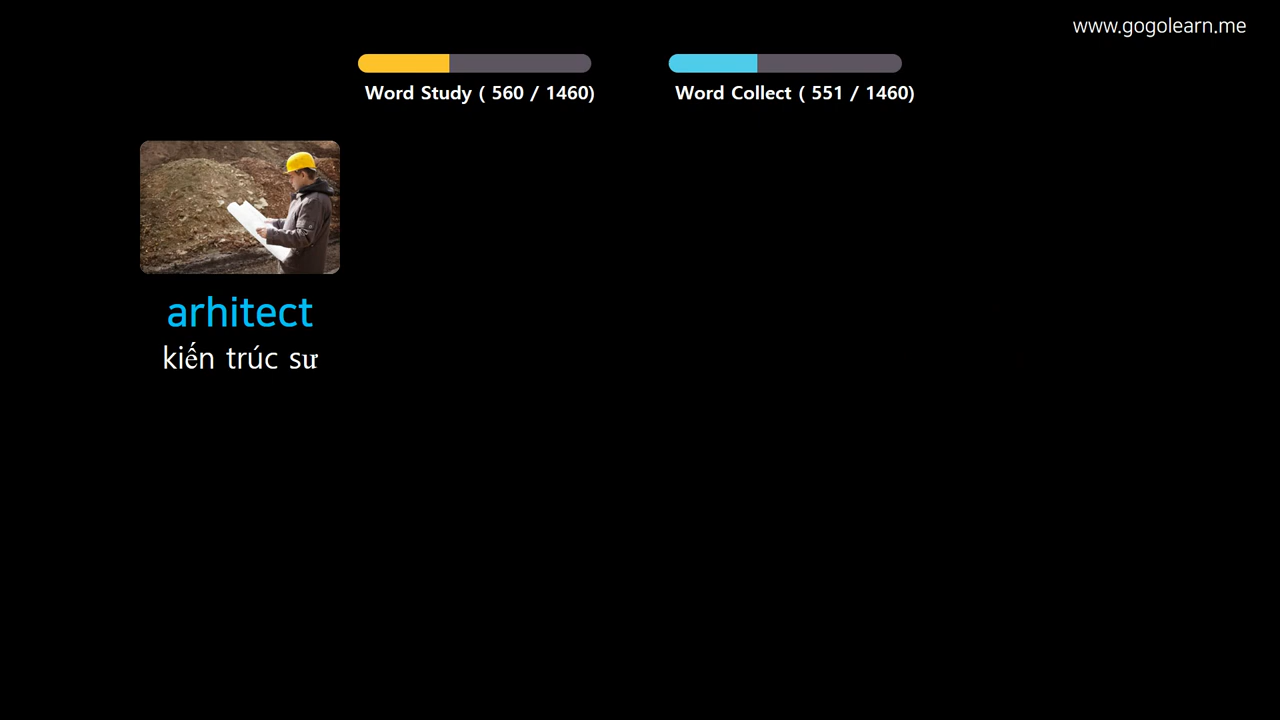 www.gogolearn.me
Word Study ( 560 / 1460)
Word Collect ( 551 / 1460)
arhitect
kiến trúc sư